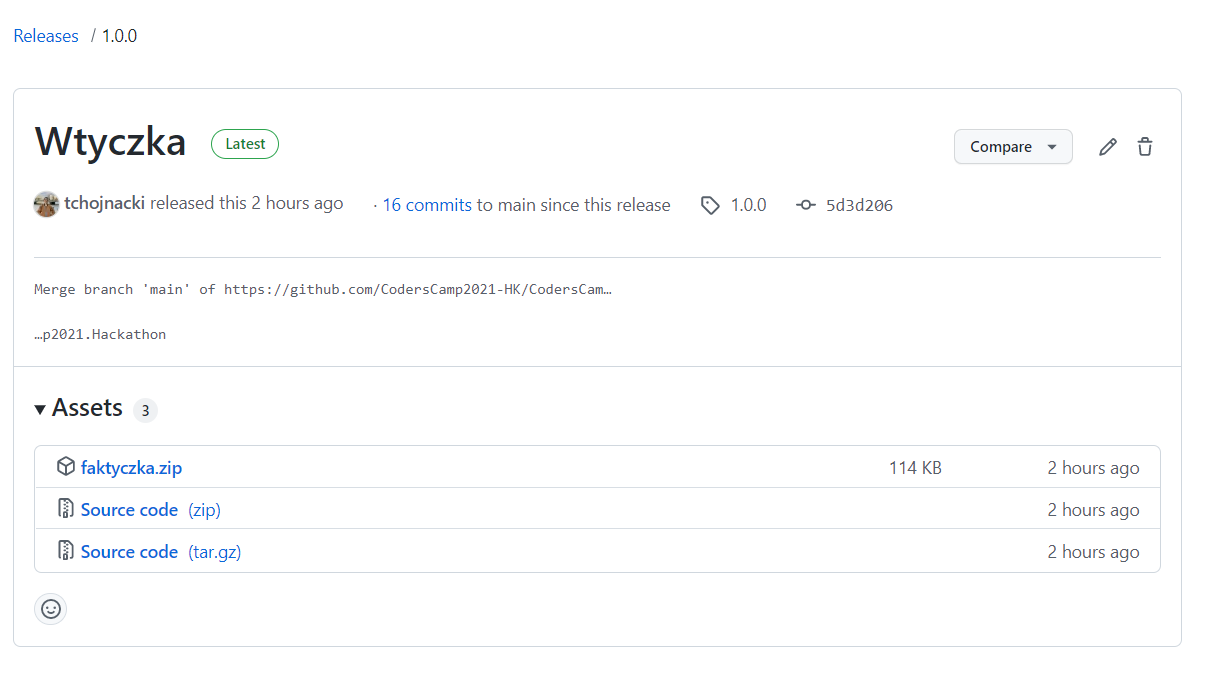 Releases / 1.0.0
Wtyczka Latest Compare
tchojnacki released this 2 hours ago · 16 commits to main since this release 1.0.0 5d3d206
Merge branch 'main' of https://github.com/CodersCamp2021-HK/CodersCam…
…p2021.Hackathon
Assets 3
faktyczka.zip 114 KB 2 hours ago
Source code (zip) 2 hours ago
Source code (tar.gz) 2 hours ago